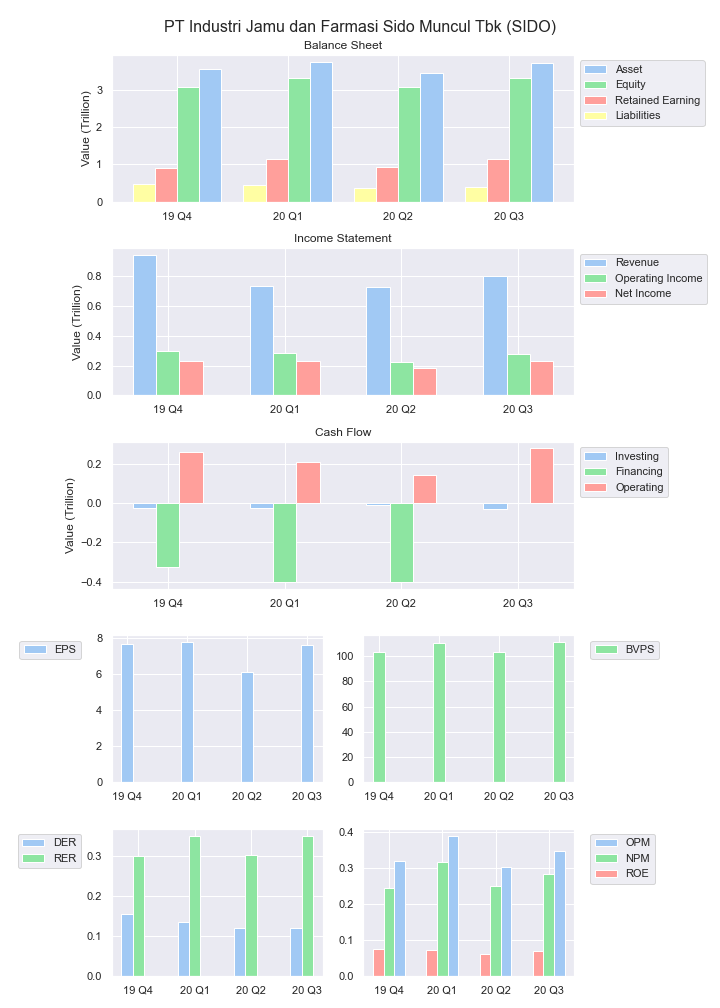 PT Industri Jamu dan Farmasi Sido Muncul Tbk (SIDO)
Balance Sheet
Value (Trillion)
3
2
1
0
19 Q4 20 Q1 20 Q2 20 Q3
Asset
Equity
Retained Earning
Liabilities
Income Statement
Value (Trillion)
0.8
0.6
0.4
0.2
0.0
19 Q4 20 Q1 20 Q2 20 Q3
Revenue
Operating Income
Net Income
Cash Flow
Value (Trillion)
0.2
0.0
−0.2
−0.4
19 Q4 20 Q1 20 Q2 20 Q3
Investing
Financing
Operating
EPS
8
6
4
2
0
19 Q4 20 Q1 20 Q2 20 Q3
100
80
60
40
20
0
19 Q4 20 Q1 20 Q2 20 Q3
BVPS
DER
RER
0.3
0.2
0.1
0.0
19 Q4 20 Q1 20 Q2 20 Q3
0.4
0.3
0.2
0.1
0.0
19 Q4 20 Q1 20 Q2 20 Q3
OPM
NPM
ROE